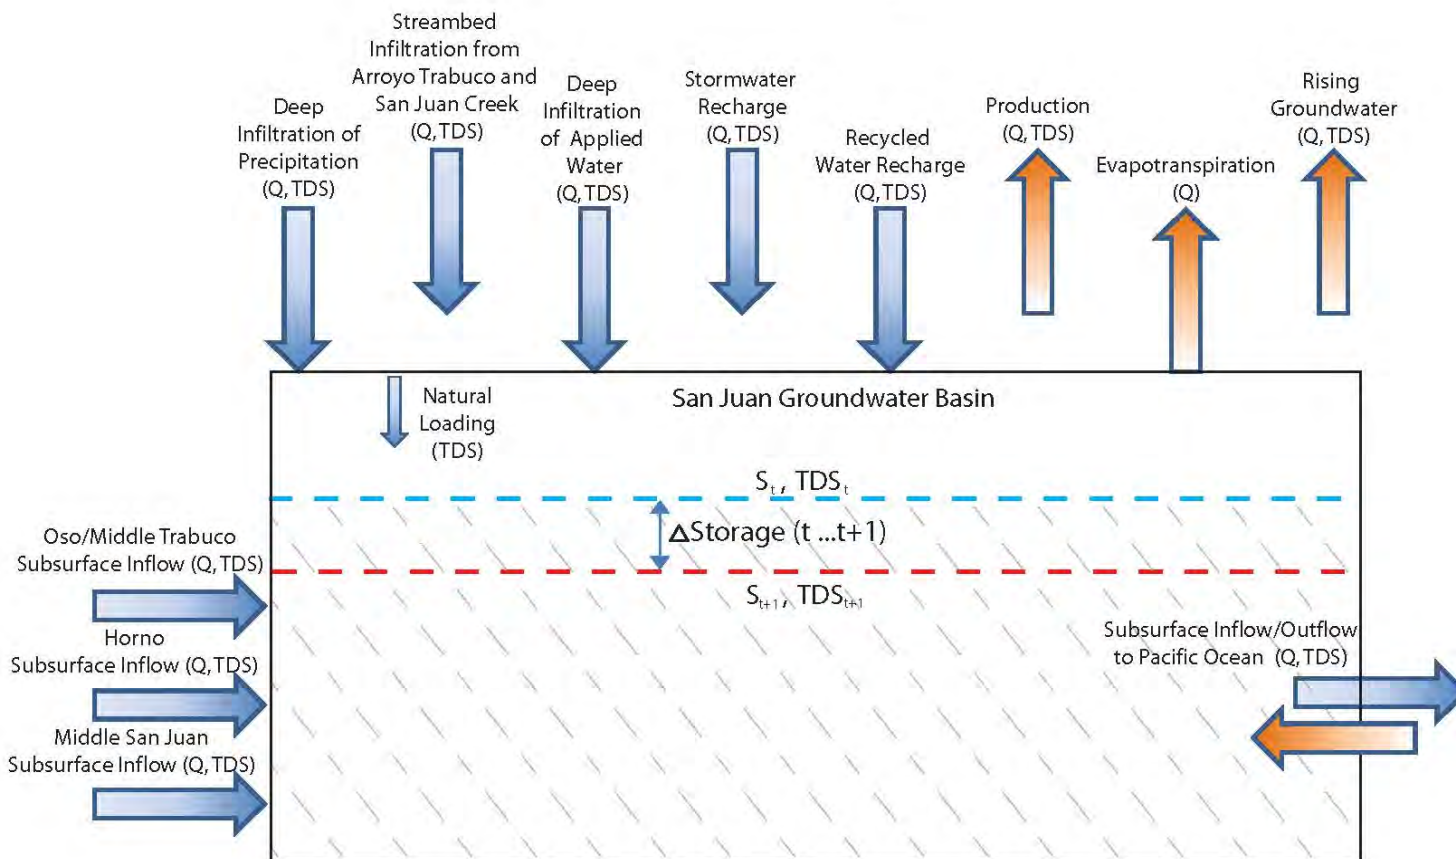 Deep
Infiltration of
Precipitation
(Q, TDS)
Streambed
Infiltration from
Arroyo Trabuco and
San Juan Creek
(Q, TDS)
Deep
Infiltration
of Applied
Water
(Q, TDS)
Stormwater
Recharge
(Q, TDS)
Recycled
Water Recharge
(Q, TDS)
Production
(Q, TDS)
Evapotranspiration
(Q)
Rising
Groundwater
(Q, TDS)
Natural
Loading
(TDS)
San Juan Groundwater Basin
St, TDSt
ΔStorage (t ...t+1)
St+1, TDSt+1
Oso/Middle Trabuco
Subsurface Inflow (Q, TDS)
Horno
Subsurface Inflow (Q, TDS)
Middle San Juan
Subsurface Inflow (Q, TDS)
Subsurface Inflow/Outflow
to Pacific Ocean (Q, TDS)